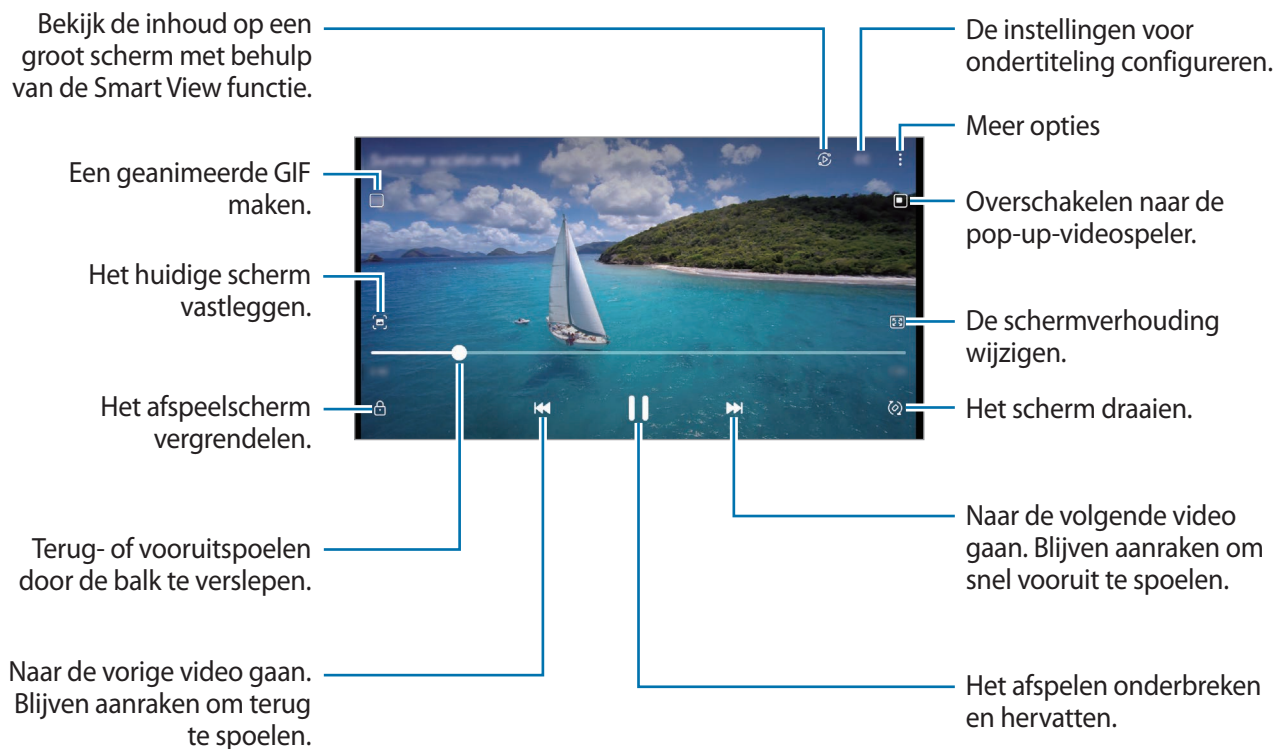 Bekijk de inhoud op een
groot scherm met behulp
van de Smart View functie.
De instellingen voor
ondertiteling configureren.
Meer opties
Een geanimeerde GIF
maken.
Overschakelen naar de
pop-up-videospeler.
Het huidige scherm
vastleggen.
De schermverhouding
wijzigen.
Het afspeelscherm
vergrendelen.
Het scherm draaien.
Terug- of vooruitspoelen
door de balk te verslepen.
Naar de volgende video
gaan. Blijven aanraken om
snel vooruit te spoelen.
Naar de vorige video gaan.
Blijven aanraken om terug
te spoelen.
Het afspelen onderbreken
en hervatten.